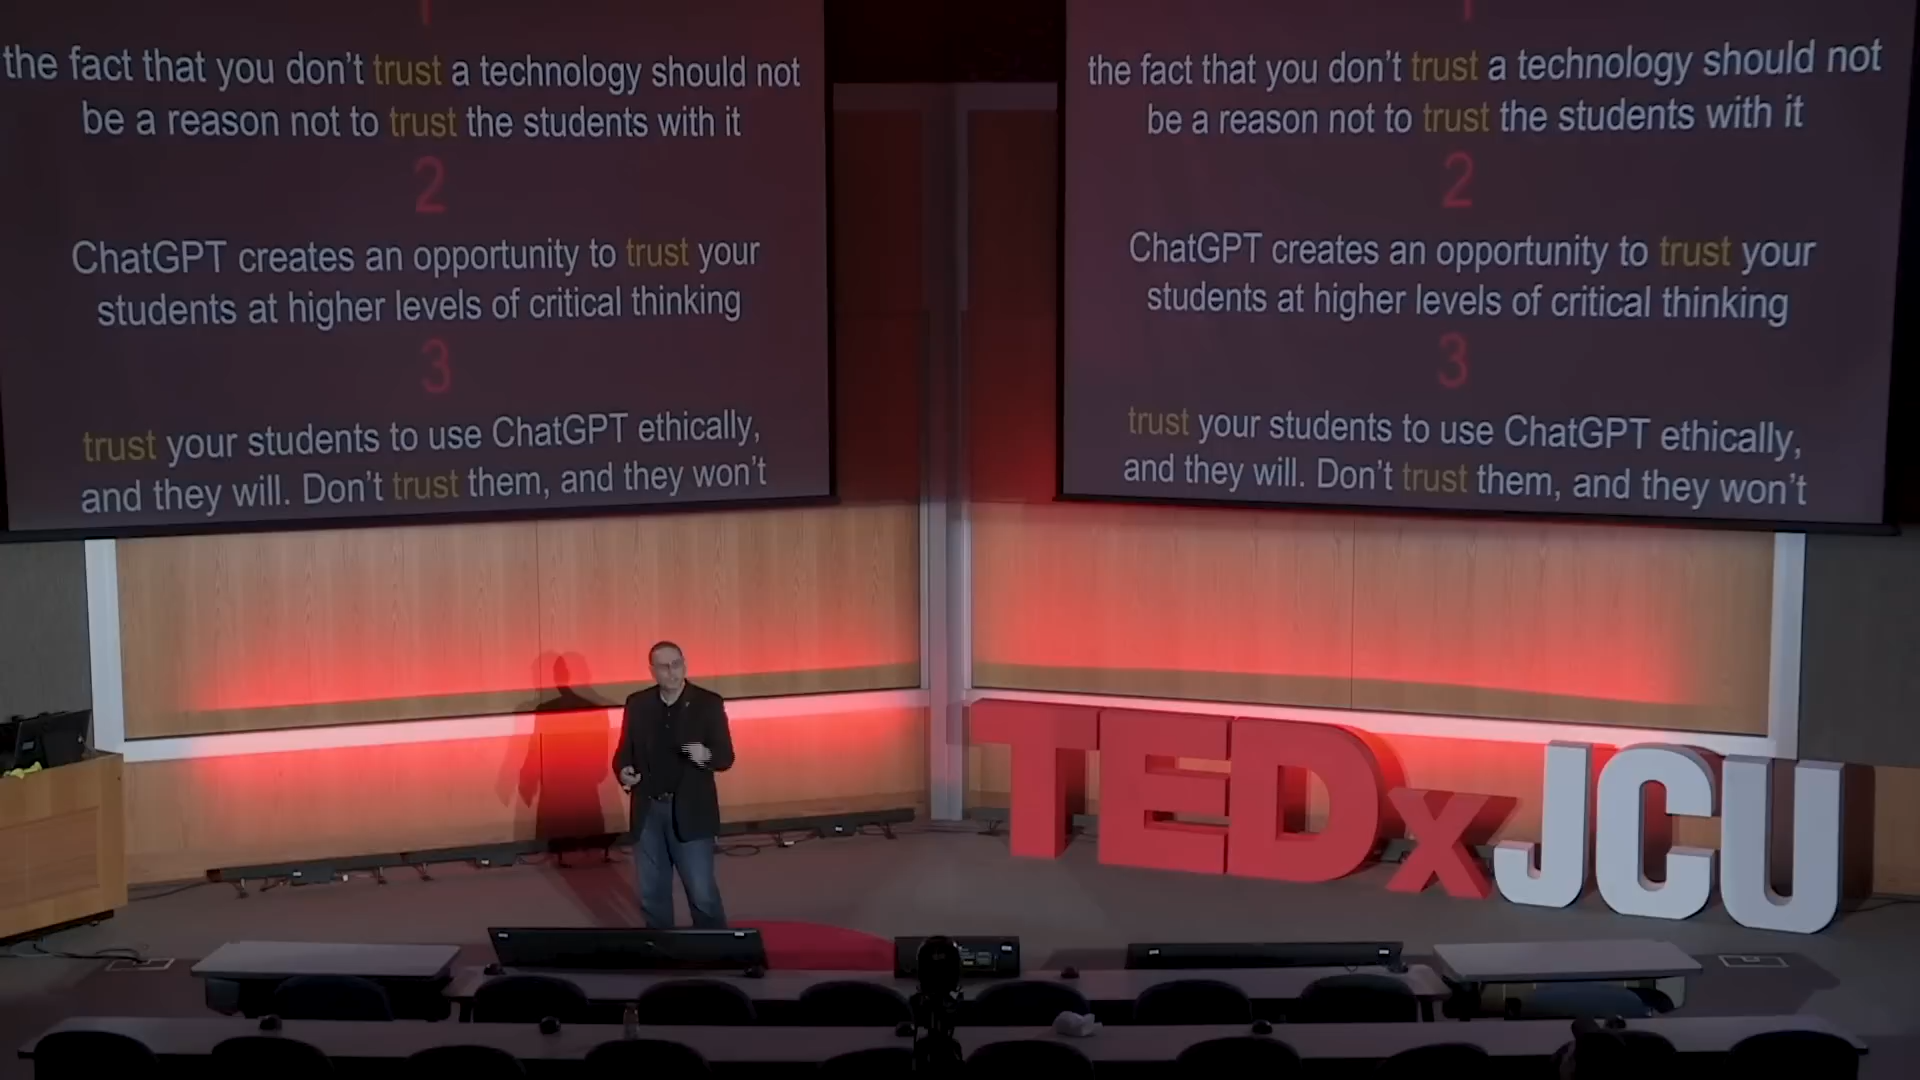 1
the fact that you don't trust a technology should not
be a reason not to trust the students with it
2
ChatGPT creates an opportunity to trust your
students at higher levels of critical thinking
3
trust your students to use ChatGPT ethically,
and they will. Don't trust them, and they won't
1
the fact that you don't trust a technology should not
be a reason not to trust the students with it
2
ChatGPT creates an opportunity to trust your
students at higher levels of critical thinking
3
trust your students to use ChatGPT ethically,
and they will. Don't trust them, and they won't
TEDxJCU